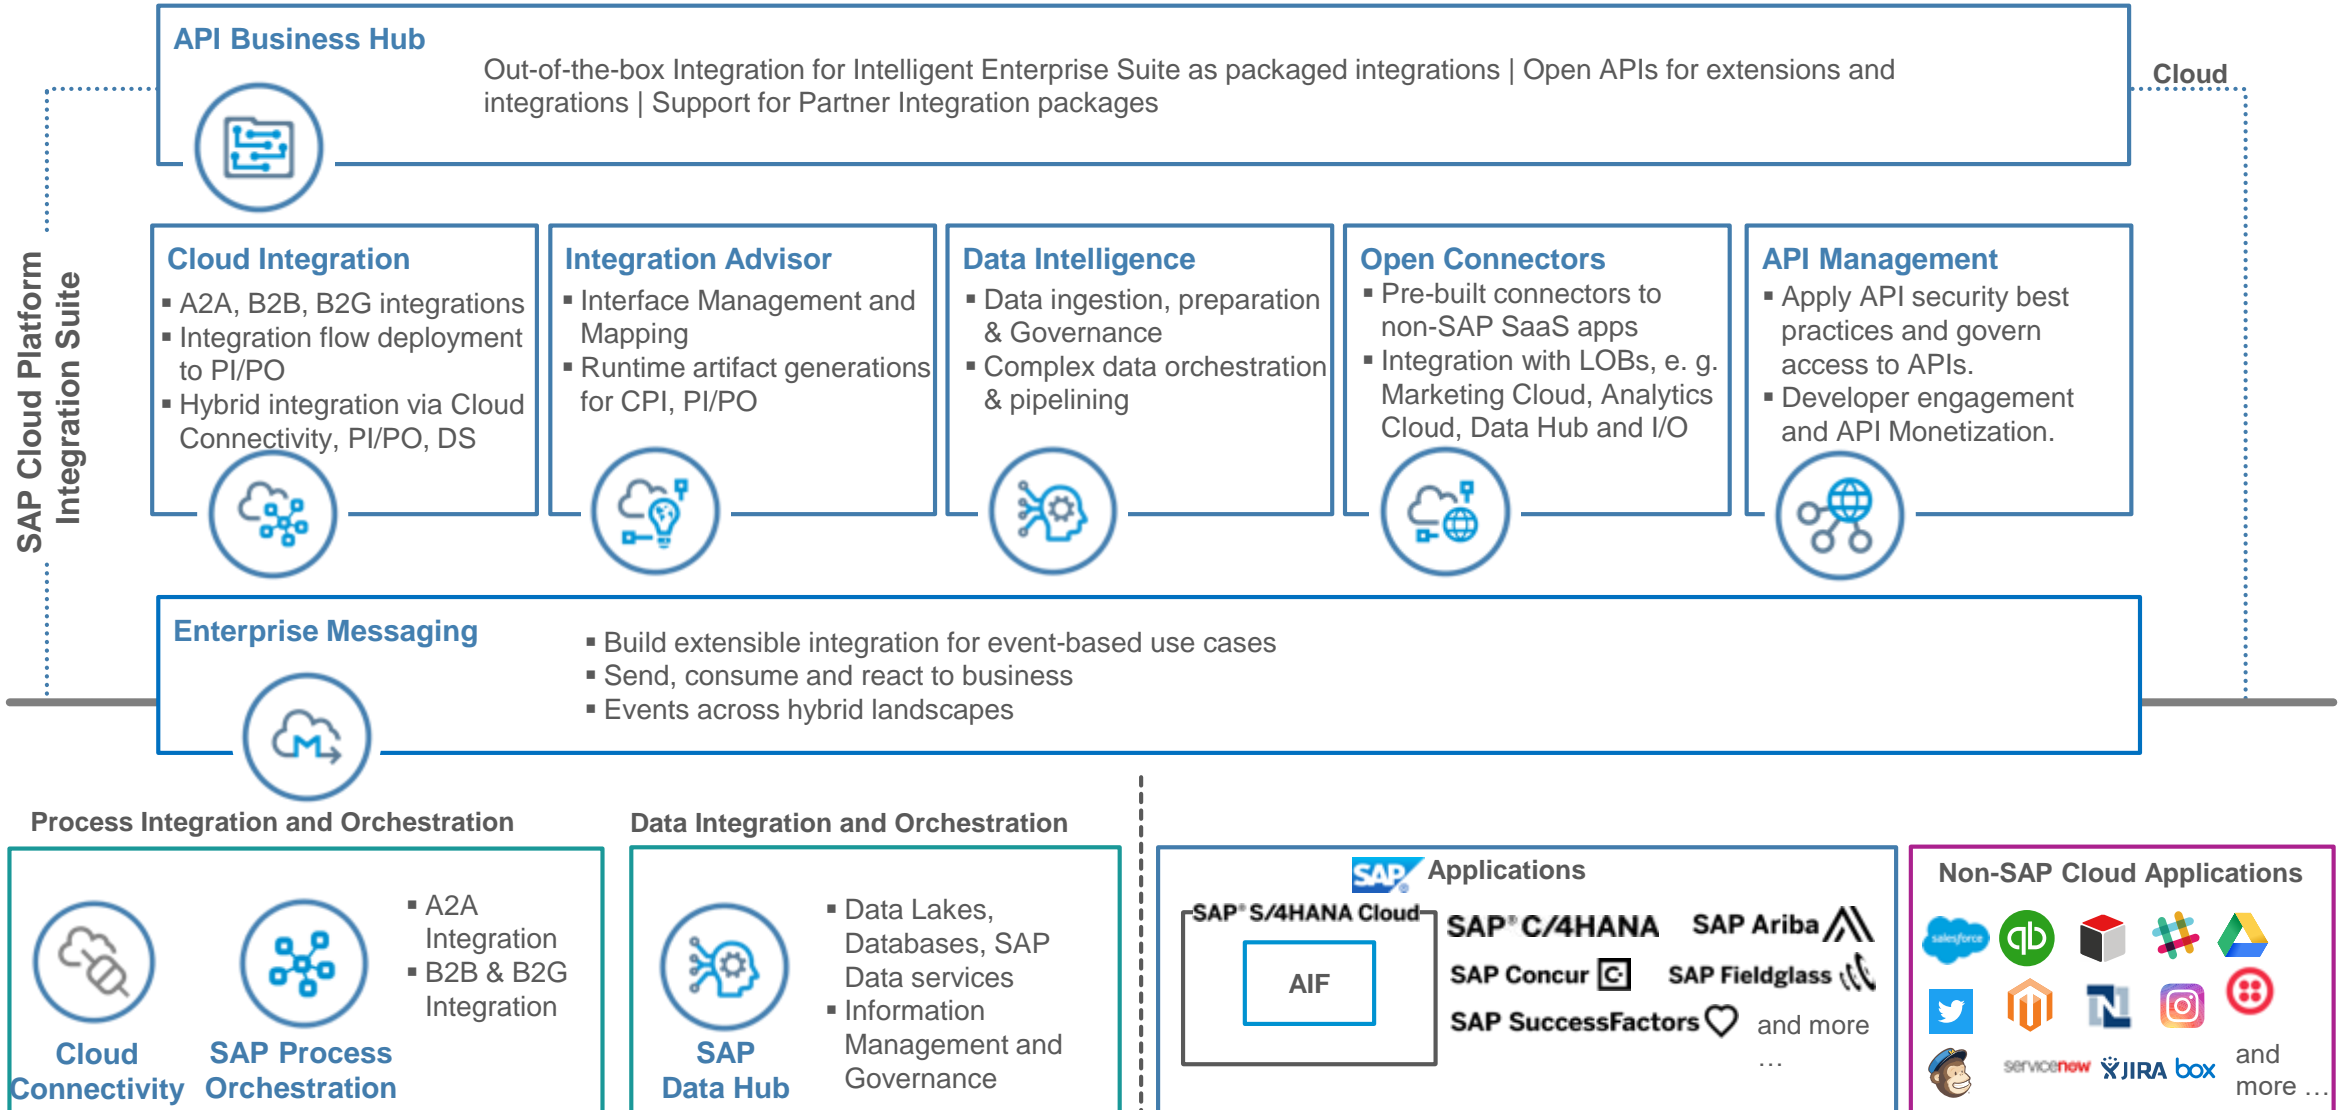 API Business Hub
Out-of-the-box Integration for Intelligent Enterprise Suite as packaged integrations | Open APIs for extensions and
integrations | Support for Partner Integration packages
Cloud
SAP Cloud Platform
Integration Suite
Cloud Integration
▪ A2A, B2B, B2G integrations
▪ Integration flow deployment
to PI/PO
▪ Hybrid integration via Cloud
Connectivity, PI/PO, DS
Integration Advisor
▪ Interface Management and
Mapping
▪ Runtime artifact generations
for CPI, PI/PO
Data Intelligence
▪ Data ingestion, preparation
& Governance
▪ Complex data orchestration
& pipelining
Open Connectors
▪ Pre-built connectors to
non-SAP SaaS apps
▪ Integration with LOBs, e. g.
Marketing Cloud, Analytics
Cloud, Data Hub and I/O
API Management
▪ Apply API security best
practices and govern
access to APIs.
▪ Developer engagement
and API Monetization.
Enterprise Messaging
▪ Build extensible integration for event-based use cases
▪ Send, consume and react to business
▪ Events across hybrid landscapes
Process Integration and Orchestration
Cloud
Connectivity
SAP Process
Orchestration
▪ A2A
Integration
▪ B2B & B2G
Integration
Data Integration and Orchestration
SAP
Data Hub
▪ Data Lakes,
Databases, SAP
Data services
▪ Information
Management and
Governance
SAP® Applications
SAP® S/4HANA Cloud
AIF
SAP® C/4HANA
SAP Ariba
SAP Concur C
SAP Fieldglass
SAP SuccessFactors
and more
…
Non-SAP Cloud Applications
salesforce
qb
N
servicenow
JIRA
box
and
more …